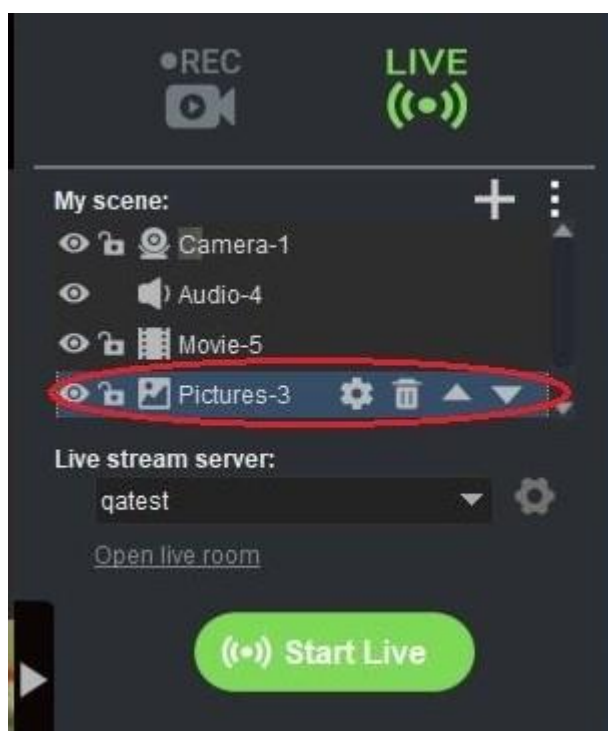 REC
LIVE
My scene:
Camera-1
Audio-4
Movie-5
Pictures-3
Live stream server:
qatest
Open live room
Start Live